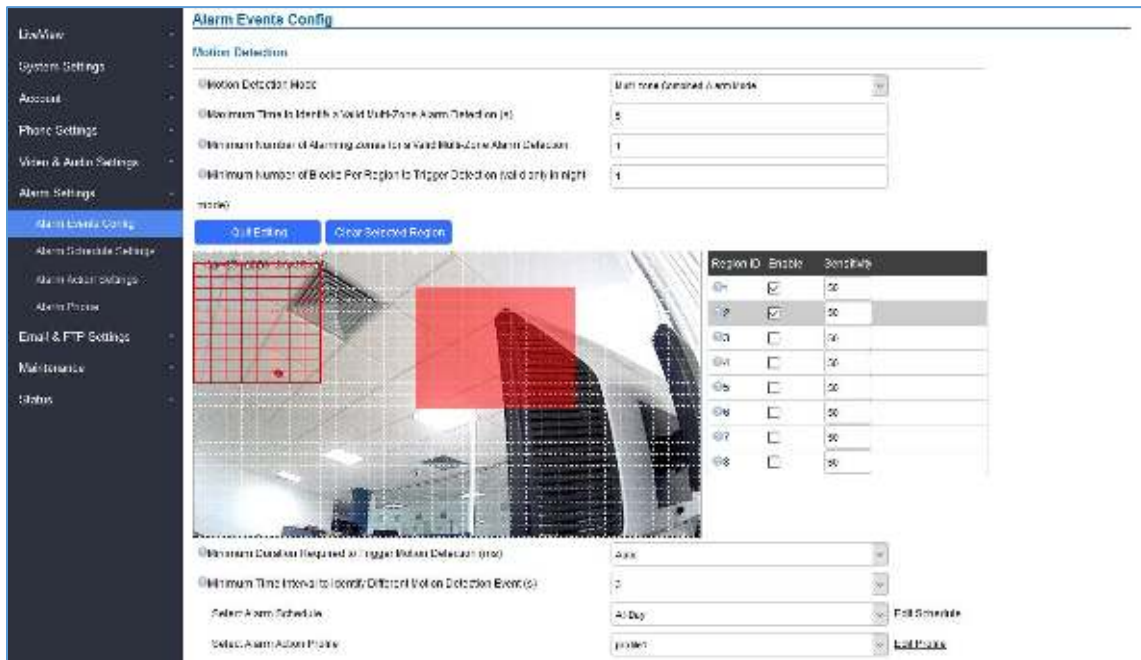 Alarm Events Config
LiveView
System Settings
Account
Phone Settings
Video & Audio Settings
Alarm Settings
Alarm Events Config
Alarm Schedule Settings
Alarm Action Settings
Alarm Phone
Email & FTP Settings
Maintenance
Status
Motion Detection
Motion Detection Mode
Multi-zone Combined Alarm Mode
Maximum Time to Identify a Valid Multi-Zone Alarm Detection (s)
5
Minimum Number of Alarming Zones for a Valid Multi-Zone Alarm Detection
1
Minimum Number of Blocks Per Region to Trigger Detection (valid only in night mode)
1
Quit Editing
Clear Selected Region
Region ID Enable Sensitivity
1 50
2 50
3 50
4 50
5 50
6 50
7 50
8 50
Minimum Duration Required to Trigger Motion Detection (ms)
Auto
Minimum Time Interval to Identify Different Motion Detection Event (s)
Select Alarm Schedule
All Day
Edit Schedule
Select Alarm Action Profile
profile1
Edit Profile